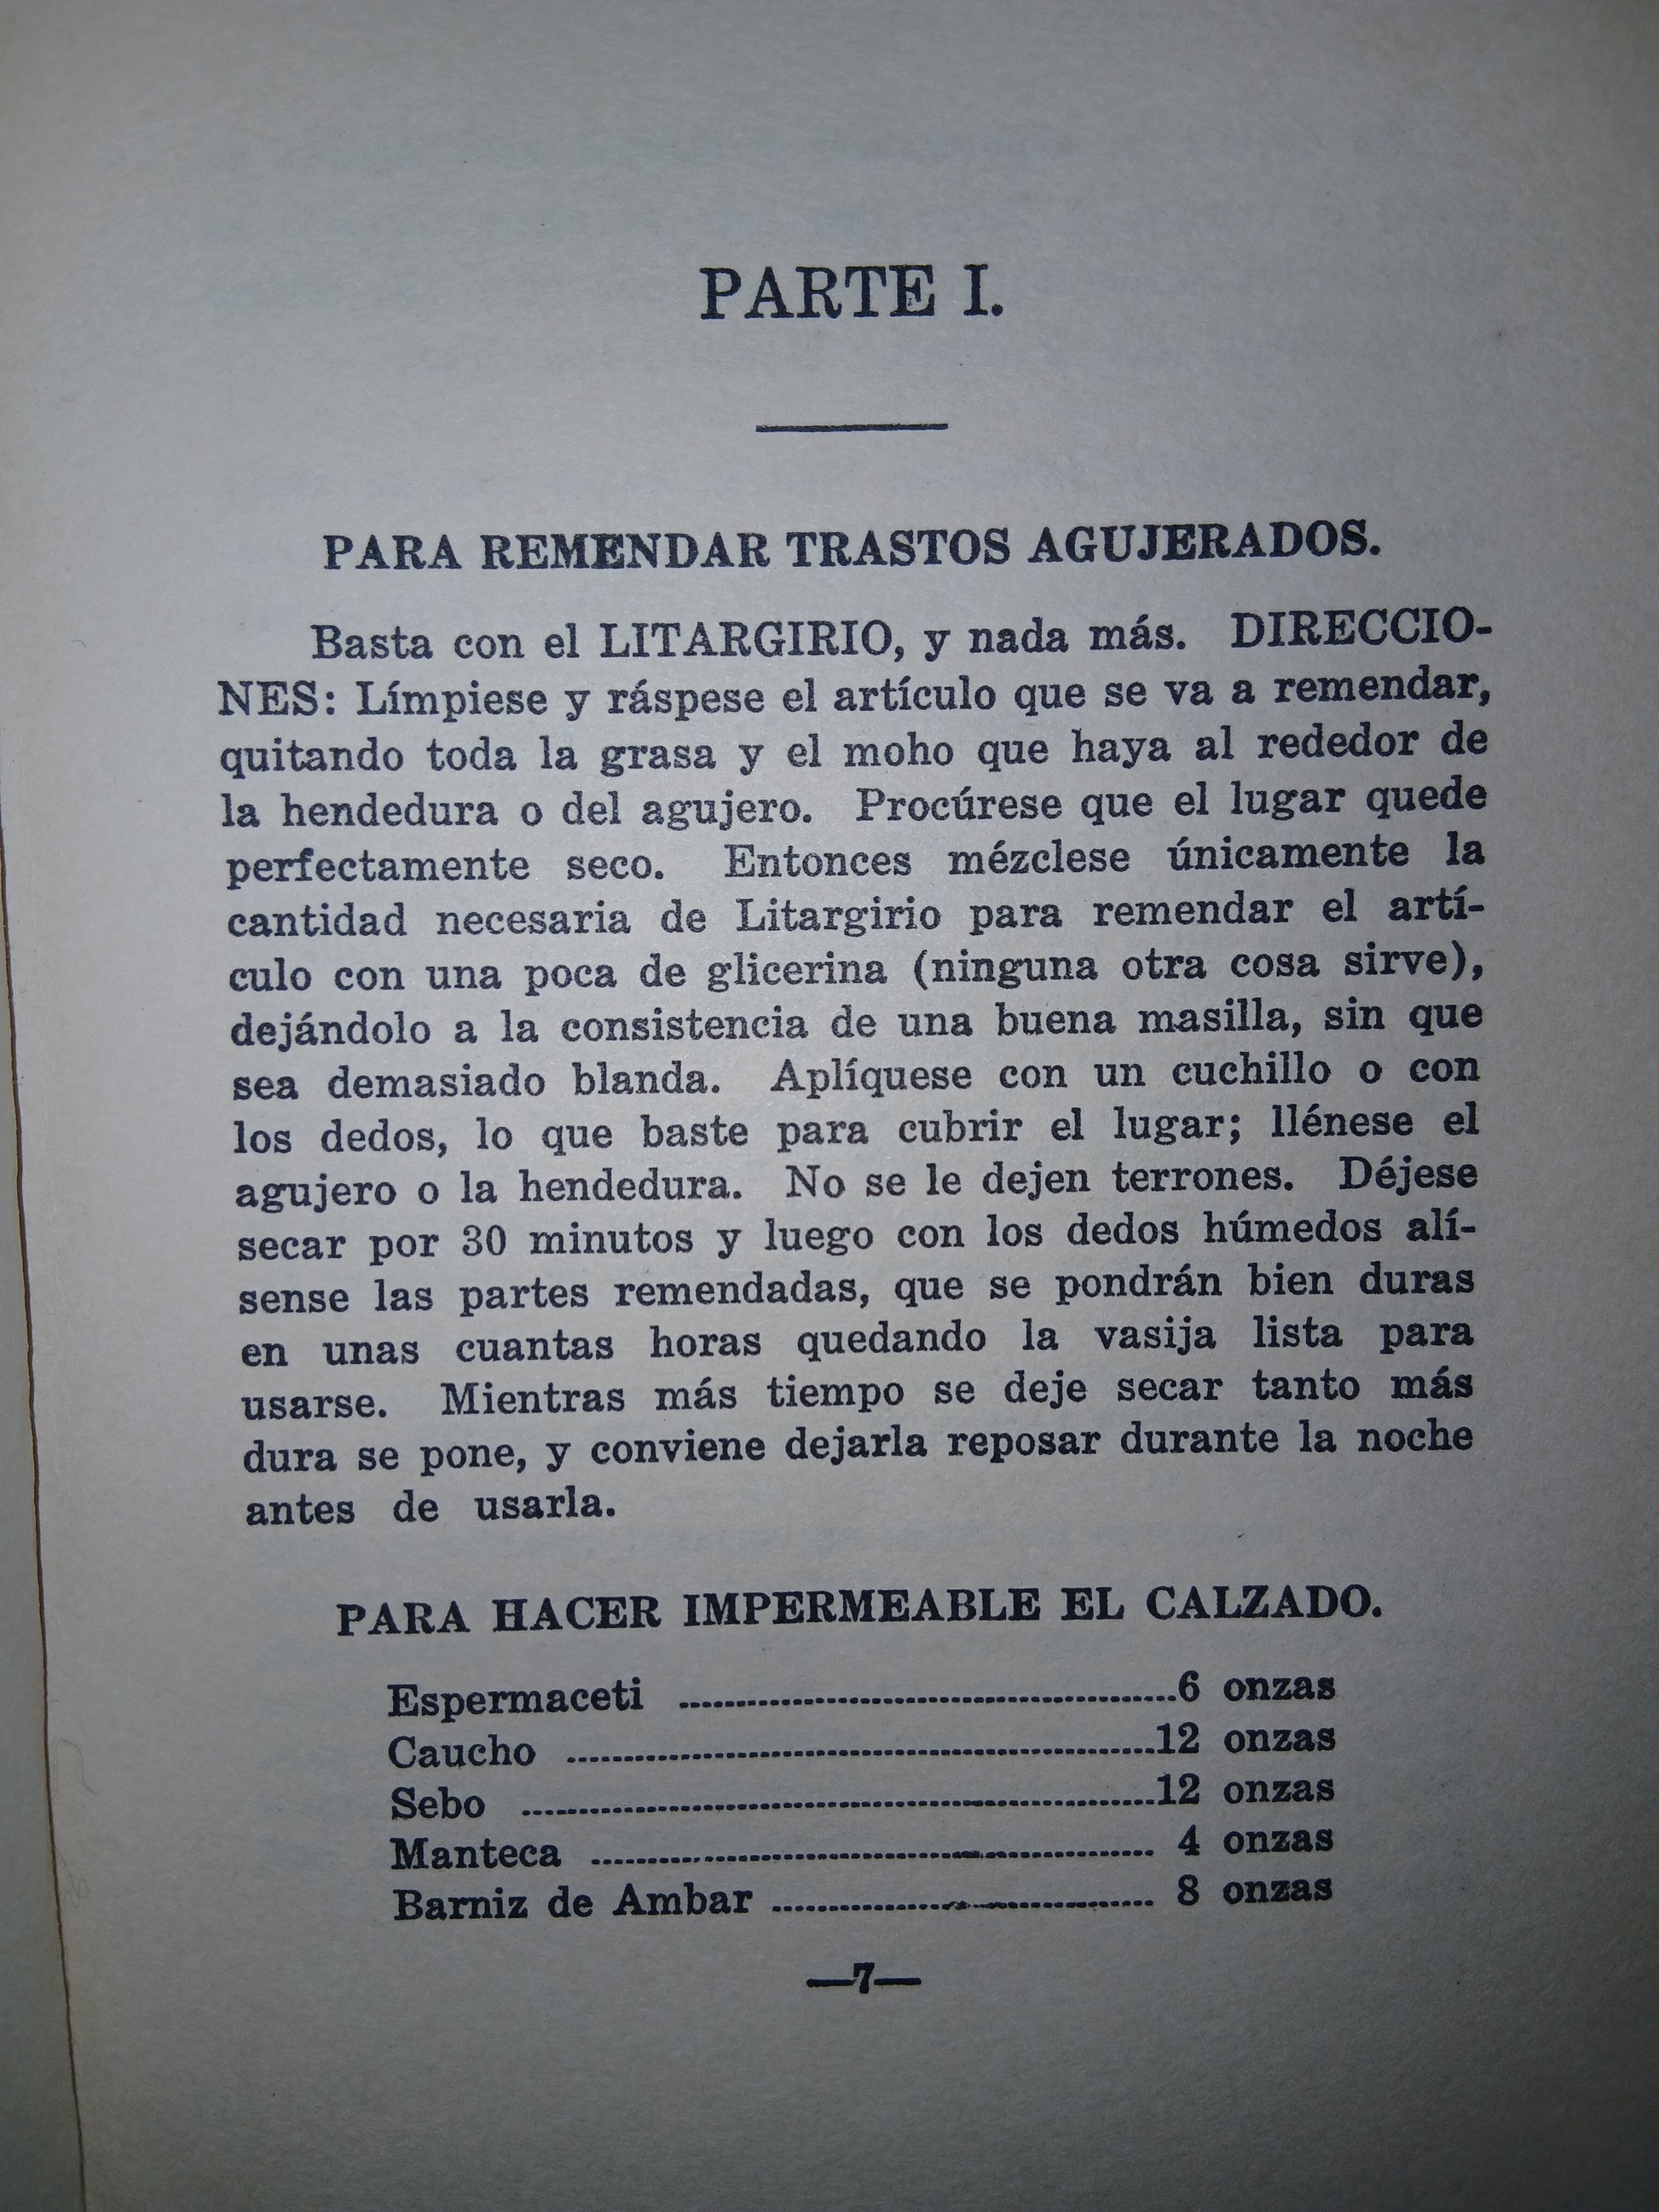 PARTE I.
PARA REMENDAR TRASTOS AGUJERADOS.
Basta con el LITARGIRIO, y nada más. DIRECCIO-
NES: Límpiese y ráspese el artículo que se va a remendar,
quitando toda la grasa y el moho que haya al rededor de
la hendedura o del agujero. Procúrese que el lugar quede
perfectamente seco. Entonces mézclese únicamente la
cantidad necesaria de Litargirio para remendar el artí-
culo con una poca de glicerina (ninguna otra cosa sirve),
dejándolo a la consistencia de una buena masilla, sin que
sea demasiado blanda. Aplíquese con un cuchillo o con
los dedos, lo que baste para cubrir el lugar; llénese el
agujero o la hendedura. No se le dejen terrones. Déjese
secar por 30 minutos y luego con los dedos húmedos alí-
sense las partes remendadas, que se pondrán bien duras
en unas cuantas horas quedando la vasija lista para
usarse. Mientras más tiempo se deje secar tanto más
dura se pone, y conviene dejarla reposar durante la noche
antes de usarla.
PARA HACER IMPERMEABLE EL CALZADO.
Espermaceti ........................................6 onzas
Caucho ........................................12 onzas
Sebo ........................................12 onzas
Manteca ........................................ 4 onzas
Barniz de Ambar ........................................ 8 onzas
—7—